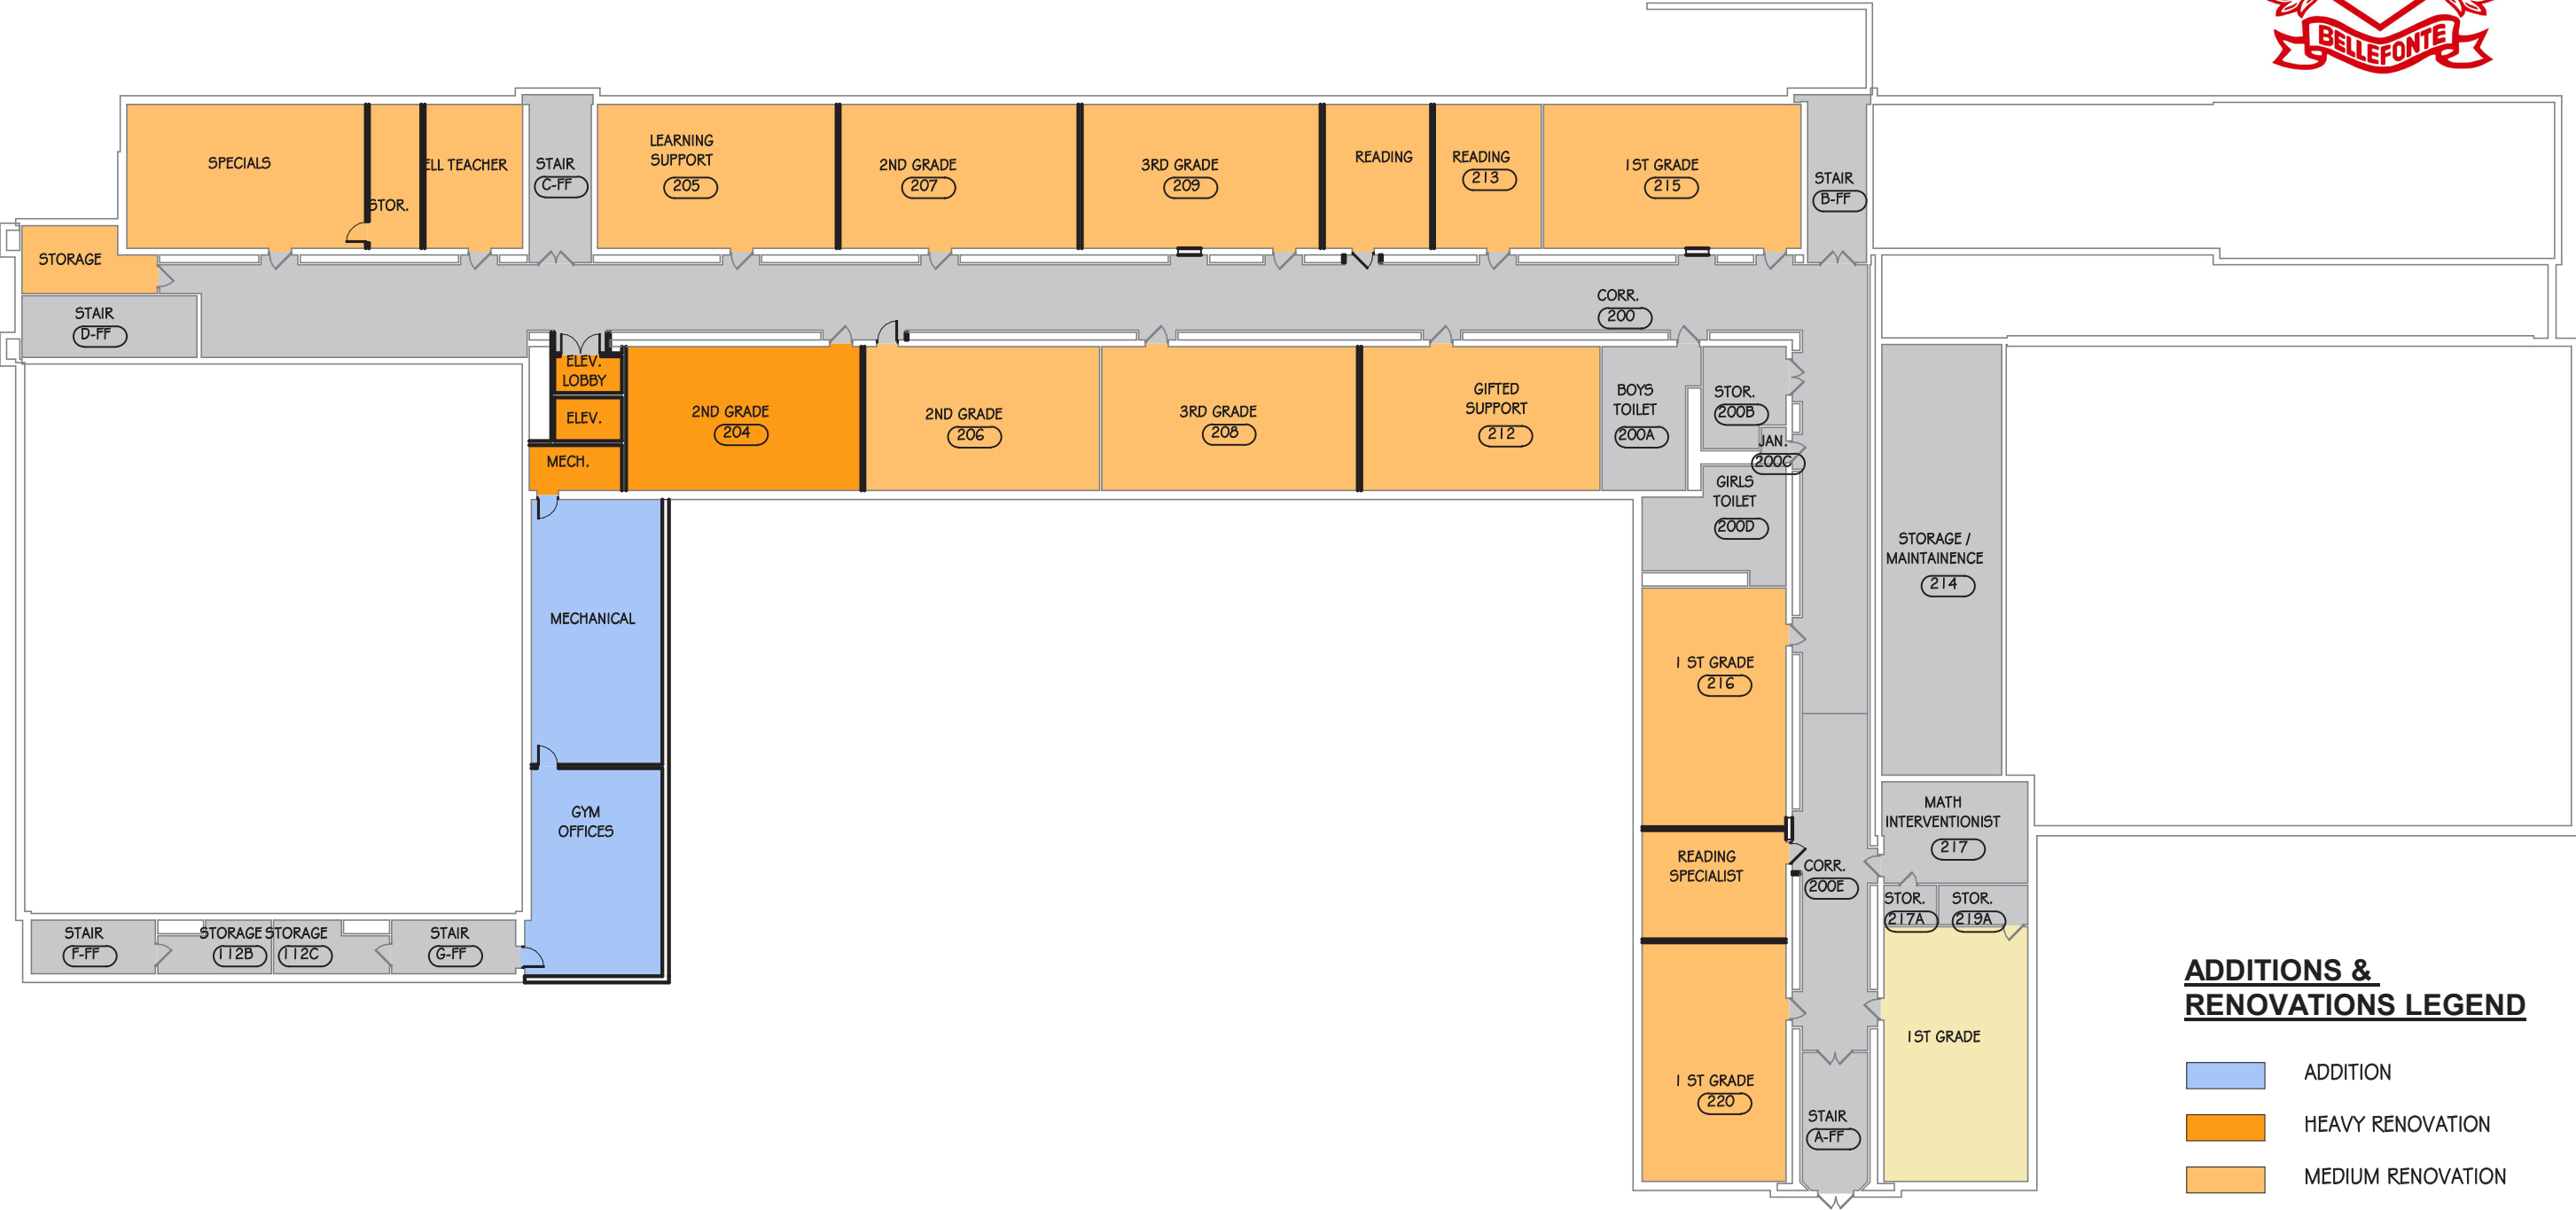 BELLEFONTE
SPECIALS
STOR.
ELL TEACHER
STAIR
C-FF
LEARNING
SUPPORT
205
2ND GRADE
207
3RD GRADE
209
READING
READING
213
1ST GRADE
215
STAIR
B-FF
STORAGE
STAIR
D-FF
CORR.
200
ELEV.
LOBBY
ELEV.
MECH.
2ND GRADE
204
2ND GRADE
206
3RD GRADE
208
GIFTED
SUPPORT
212
BOYS
TOILET
200A
STOR.
200B
JAN.
200C
GIRLS
TOILET
200D
STORAGE /
MAINTAINENCE
214
MECHANICAL
1 ST GRADE
216
GYM
OFFICES
MATH
INTERVENTIONIST
217
READING
SPECIALIST
CORR.
200E
STOR.
217A
STOR.
219A
STAIR
F-FF
STORAGE
112B
STORAGE
112C
STAIR
G-FF
1ST GRADE
1 ST GRADE
220
STAIR
A-FF
ADDITIONS &
RENOVATIONS LEGEND
ADDITION
HEAVY RENOVATION
MEDIUM RENOVATION